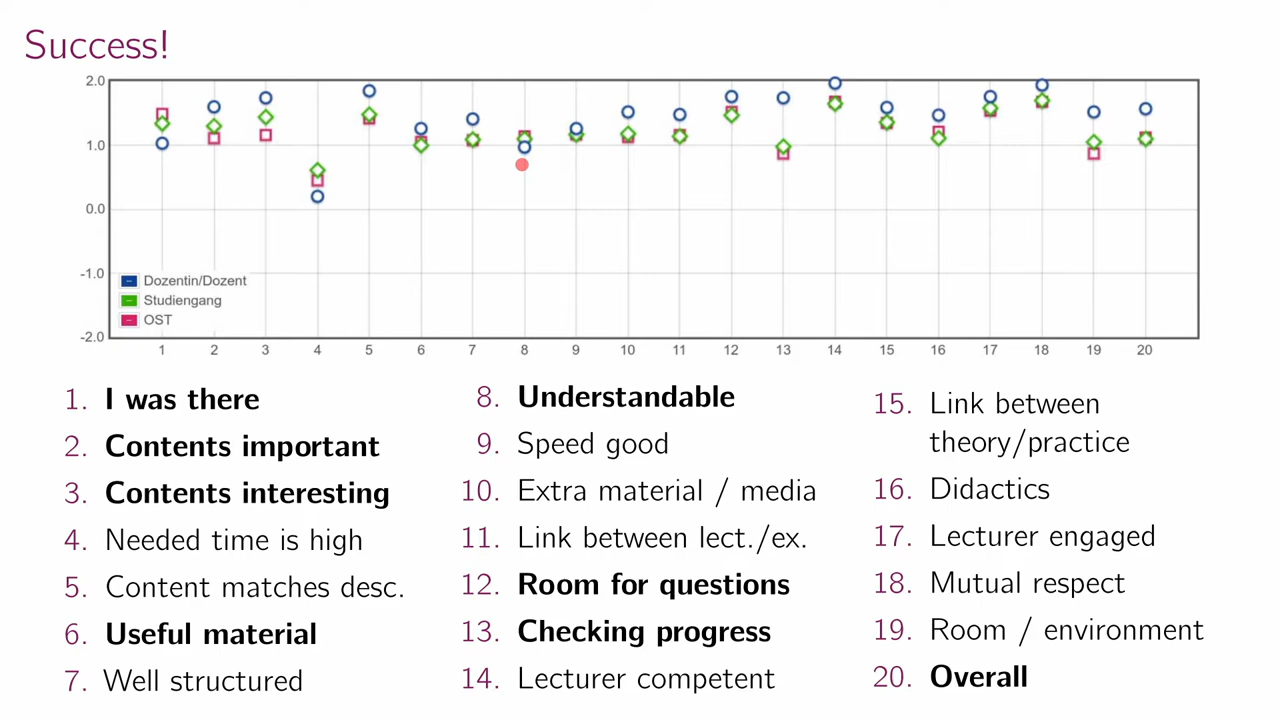 Success!
2.0
1.0
0.0
-1.0
-2.0
Dozentin/Dozent
Studiengang
OST
1 2 3 4 5 6 7 8 9 10 11 12 13 14 15 16 17 18 19 20
1. I was there
2. Contents important
3. Contents interesting
4. Needed time is high
5. Content matches desc.
6. Useful material
7. Well structured
8. Understandable
9. Speed good
10. Extra material / media
11. Link between lect./ex.
12. Room for questions
13. Checking progress
14. Lecturer competent
15. Link between
theory/practice
16. Didactics
17. Lecturer engaged
18. Mutual respect
19. Room / environment
20. Overall